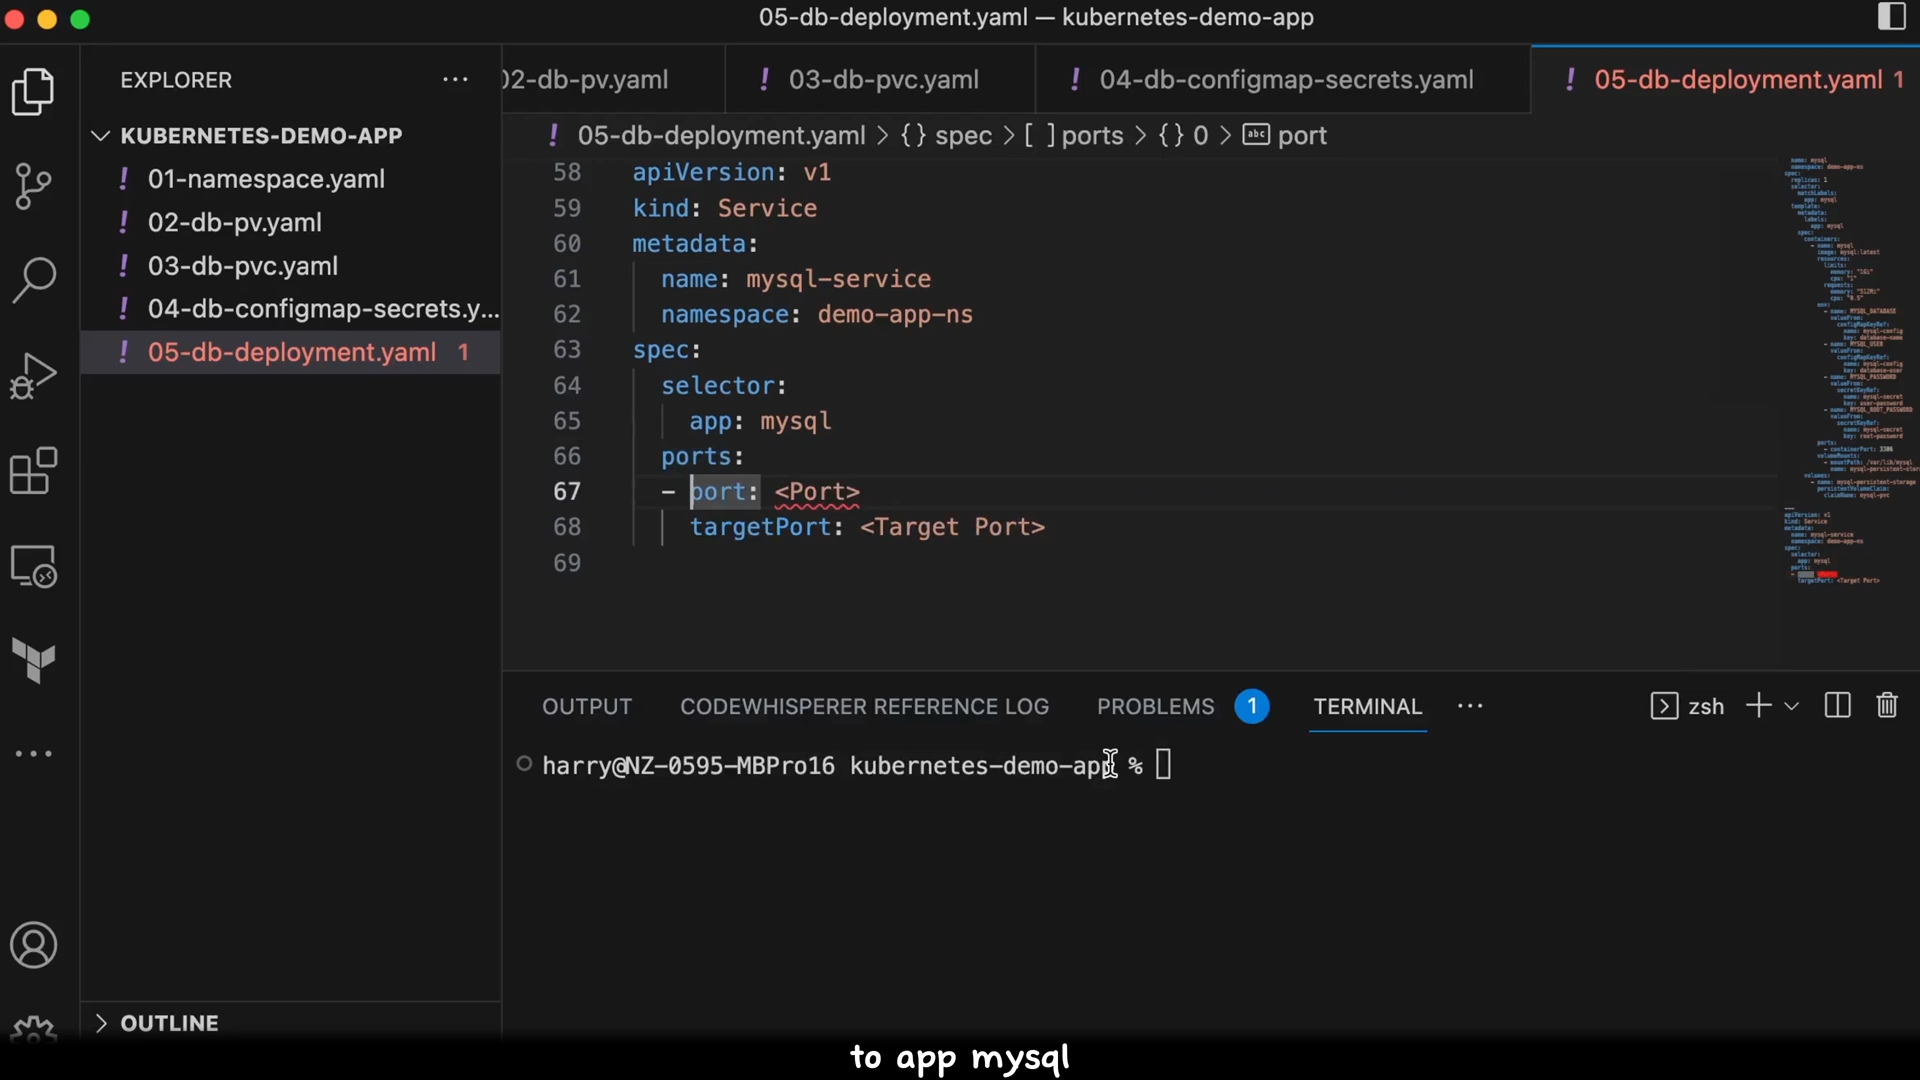 05-db-deployment.yaml — kubernetes-demo-app
EXPLORER
02-db-pv.yaml
! 03-db-pvc.yaml
! 04-db-configmap-secrets.yaml
! 05-db-deployment.yaml 1
KUBERNETES-DEMO-APP
! 01-namespace.yaml
! 02-db-pv.yaml
! 03-db-pvc.yaml
! 04-db-configmap-secrets.y...
! 05-db-deployment.yaml 1
! 05-db-deployment.yaml > {} spec > [ ] ports > {} 0 > abc port
58 apiVersion: v1
59 kind: Service
60 metadata:
61 name: mysql-service
62 namespace: demo-app-ns
63 spec:
64 selector:
65 app: mysql
66 ports:
67 - port: <Port>
68 targetPort: <Target Port>
69
OUTPUT CODEWHISPERER REFERENCE LOG PROBLEMS 1 TERMINAL ... zsh
harry@NZ-0595-MBPro16 kubernetes-demo-app %
OUTLINE
to app mysql